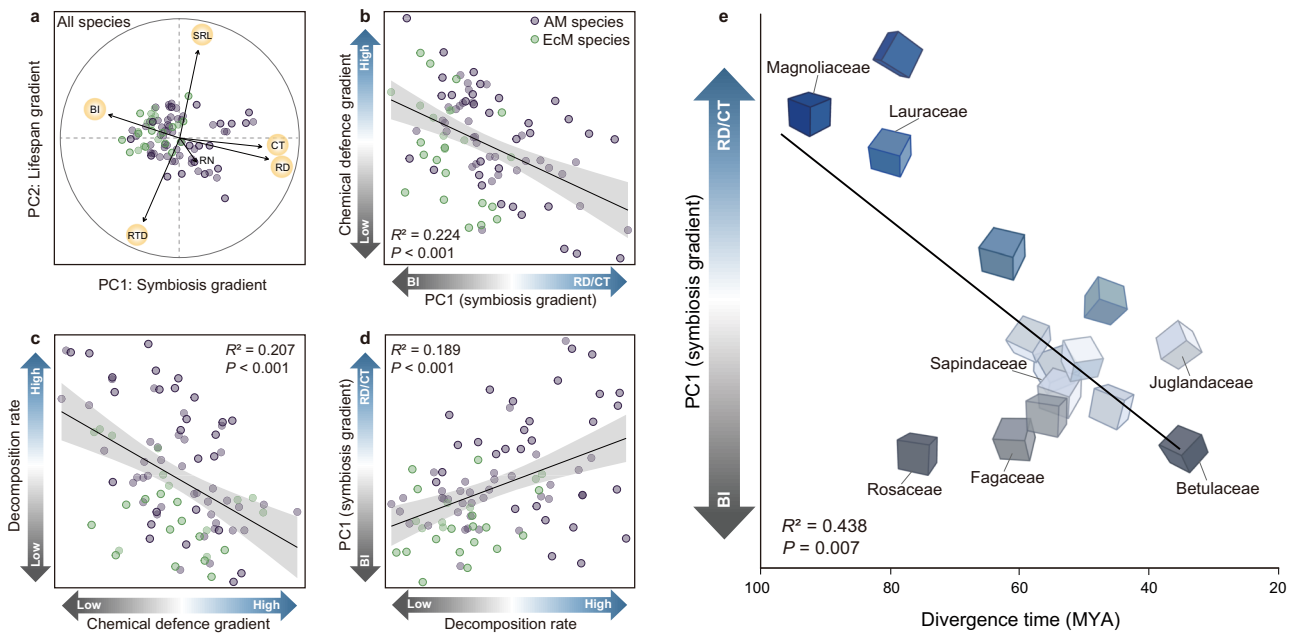 a
All species
SRL
BI
CT
RN
RD
RTD
PC2: Lifespan gradient
PC1: Symbiosis gradient
b
AM species
EcM species
Chemical defence gradient
High
Low
R² = 0.224
P < 0.001
BI
RD/CT
PC1 (symbiosis gradient)
c
R² = 0.207
P < 0.001
Decomposition rate
High
Low
Low
High
Chemical defence gradient
d
R² = 0.189
P < 0.001
PC1 (symbiosis gradient)
RD/CT
BI
Low
High
Decomposition rate
e
Magnoliaceae
Lauraceae
Sapindaceae
Juglandaceae
Rosaceae
Fagaceae
Betulaceae
PC1 (symbiosis gradient)
RD/CT
BI
R² = 0.438
P = 0.007
100
80
60
40
20
Divergence time (MYA)